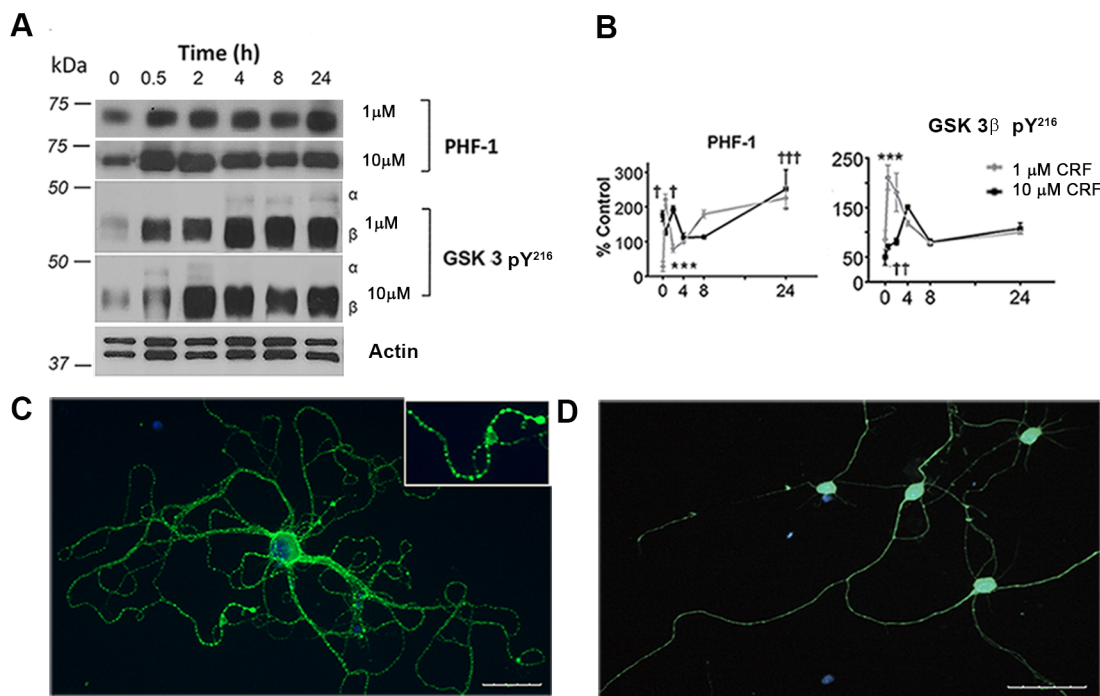 A
Time (h)
kDa
0 0.5 2 4 8 24
75
1μM
PHF-1
75
10μM
50
α
1μM
β
GSK 3 pY²¹⁶
50
α
10μM
β
Actin
37
B
PHF-1
GSK 3β pY²¹⁶
1 μM CRF
10 μM CRF
% Control
300
200
100
0
† † †††
★★★
0 4 8 24
250
150
50
0
★★★
††
0 4 8 24
C
D